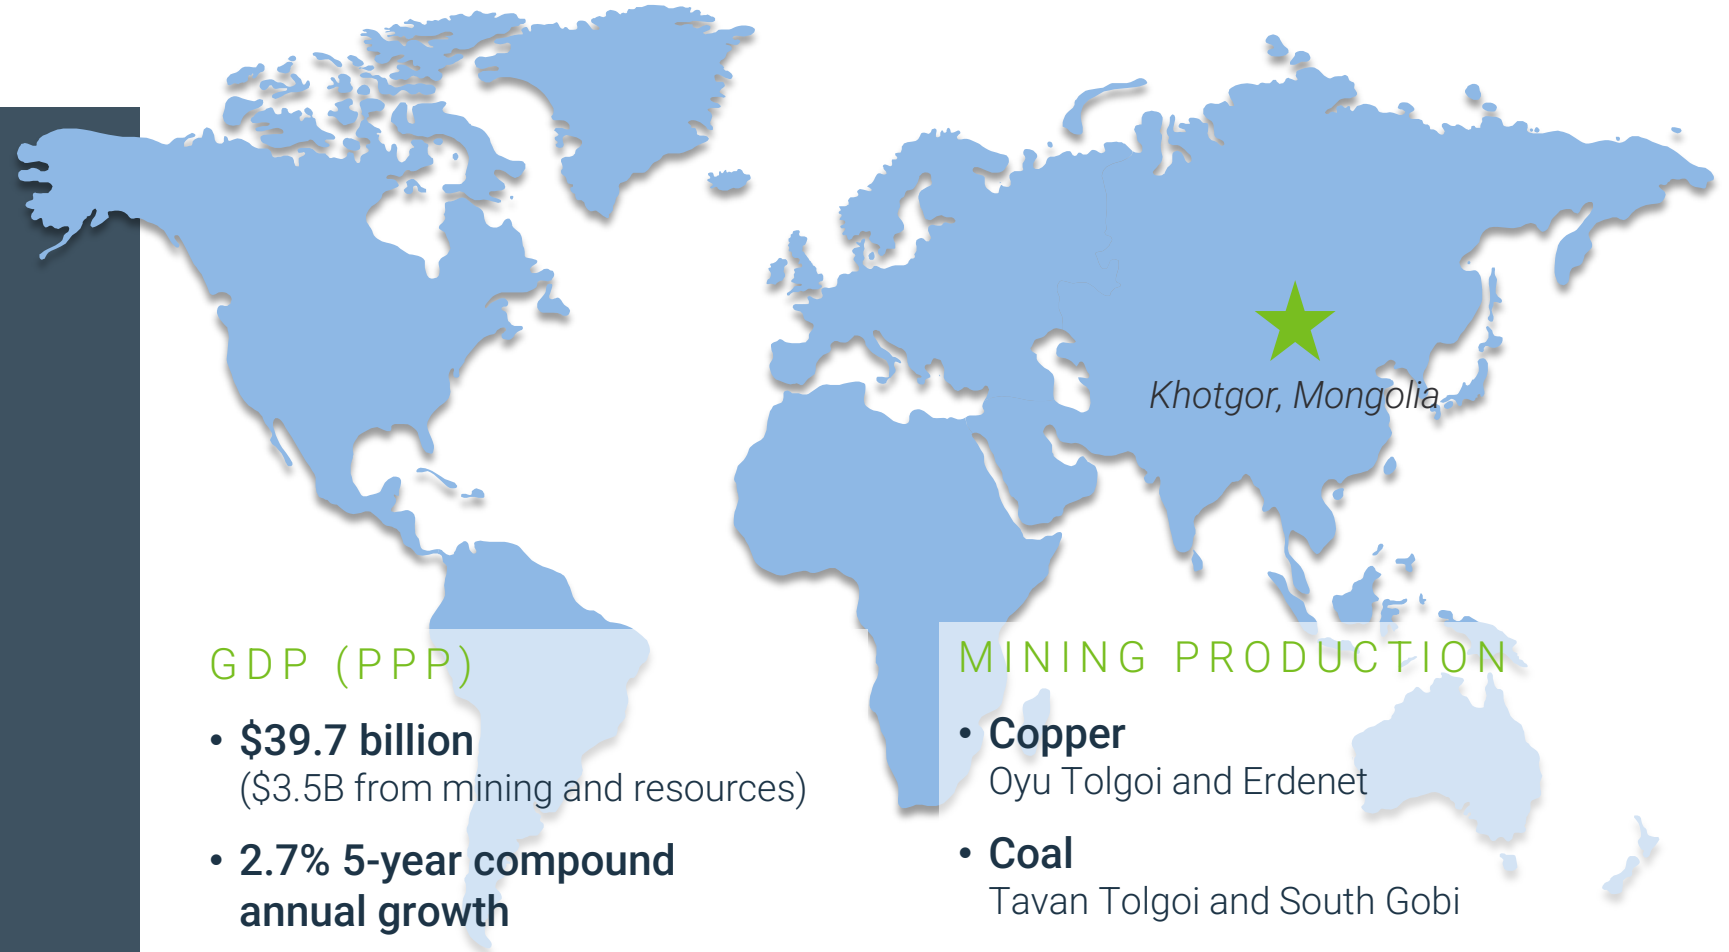 Khotgor, Mongolia
GDP (PPP)
• $39.7 billion
($3.5B from mining and resources)
• 2.7% 5-year compound
annual growth
MINING PRODUCTION
• Copper
Oyu Tolgoi and Erdenet
• Coal
Tavan Tolgoi and South Gobi